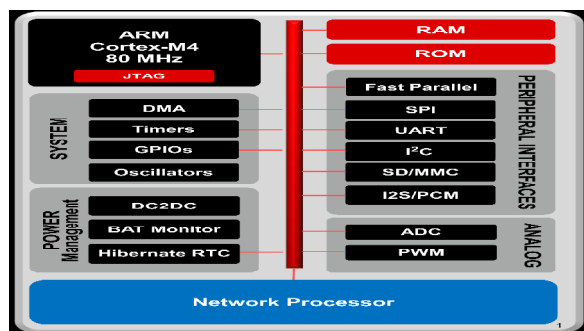 ARM
Cortex-M4
80 MHz
JTAG
SYSTEM
DMA
Timers
GPIOs
Oscillators
POWER
Management
DC2DC
BAT Monitor
Hibernate RTC
RAM
ROM
Fast Parallel
SPI
UART
I²C
SD/MMC
I2S/PCM
PERIPHERAL INTERFACES
ADC
PWM
ANALOG
Network Processor
1